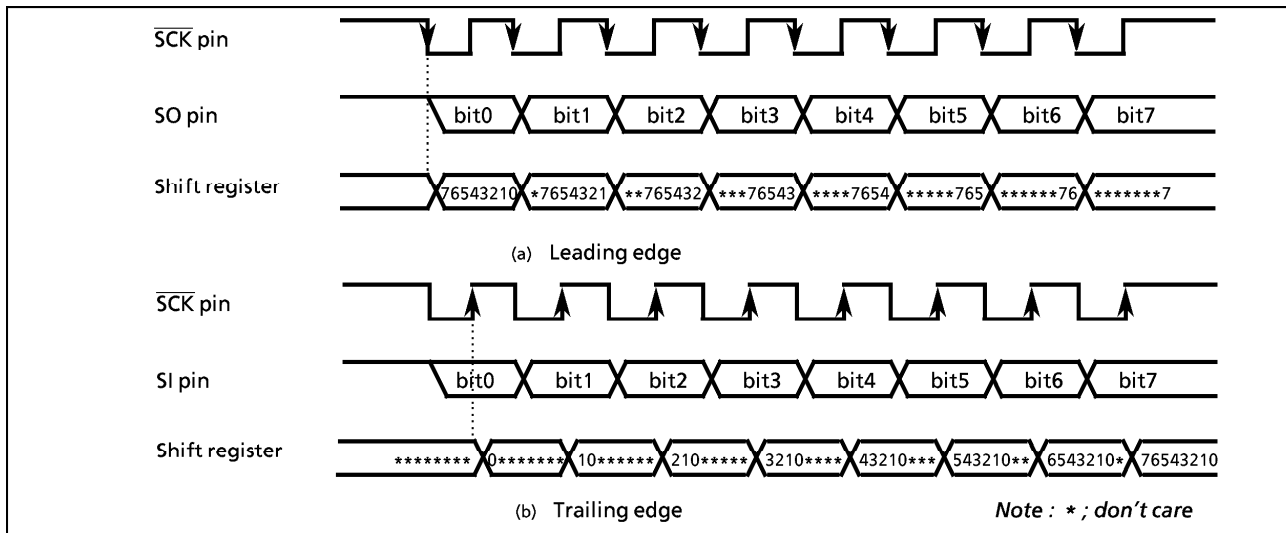 SCK pin
SO pin
bit0 bit1 bit2 bit3 bit4 bit5 bit6 bit7
Shift register
76543210 *7654321 **765432 ***76543 ****7654 *****765 ******76 *******7
(a) Leading edge
SCK pin
SI pin
bit0 bit1 bit2 bit3 bit4 bit5 bit6 bit7
Shift register
******** 0******* 10****** 210***** 3210**** 43210*** 543210** 6543210* 76543210
(b) Trailing edge
Note : * ; don't care